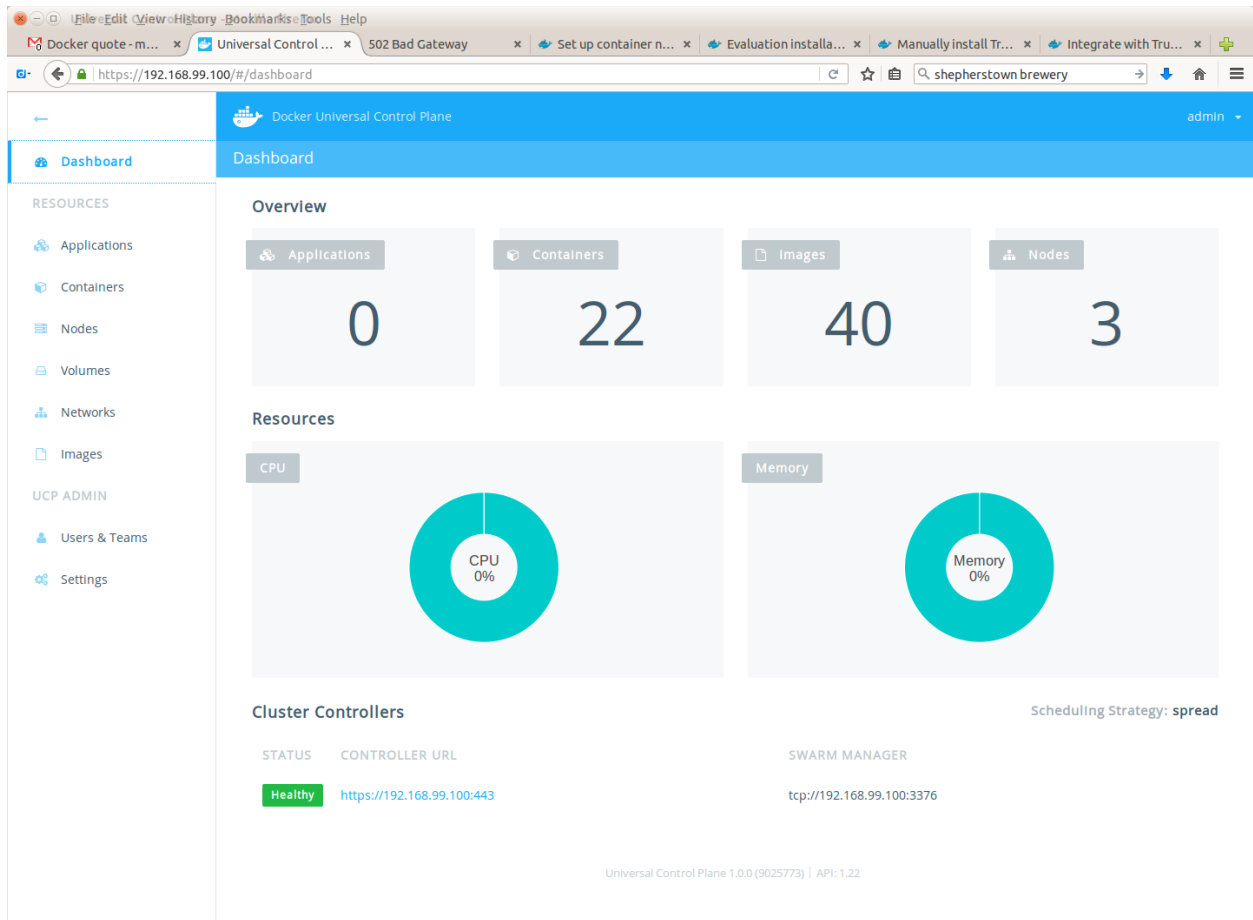 File Edit View History Bookmarks Tools Help
Docker quote - m... Universal Control ... 502 Bad Gateway Set up container n... Evaluation installa... Manually install Tr... Integrate with Tru...
https://192.168.99.100/#/dashboard shepherstown brewery
Docker Universal Control Plane admin
Dashboard Dashboard
RESOURCES
Applications
Containers
Nodes
Volumes
Networks
Images
UCP ADMIN
Users & Teams
Settings
Overview
Applications Containers Images Nodes
0 22 40 3
Resources
CPU Memory
CPU Memory
0% 0%
Cluster Controllers Scheduling Strategy: spread
STATUS CONTROLLER URL SWARM MANAGER
Healthy https://192.168.99.100:443 tcp://192.168.99.100:3376
Universal Control Plane 1.0.0 (9025773) | API: 1.22